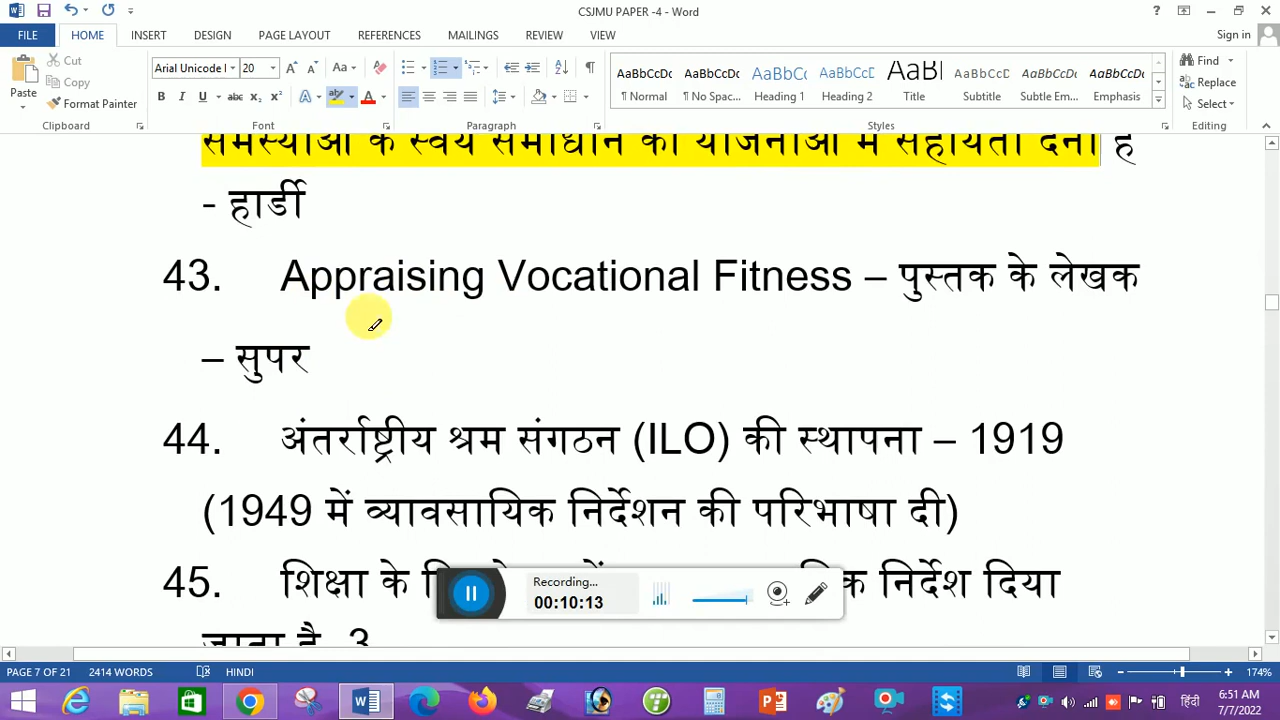 CSJMU PAPER -4 - Word
FILE HOME INSERT DESIGN PAGE LAYOUT REFERENCES MAILINGS REVIEW VIEW Sign in
Paste Cut Copy Format Painter
Clipboard
Arial Unicode 20
Font
Paragraph
AaBbCcDc AaBbCcDc AaBbCc AaBbCcD AaBl AaBbCcD AaBbCcDc AaBbCcDc
¶ Normal ¶ No Spac... Heading 1 Heading 2 Title Subtitle Subtle Em... Emphasis
Styles
Find Replace Select
Editing
समस्याओं के स्वयं समाधान की योजनाओं में सहायता देना है
- हार्डी
43. Appraising Vocational Fitness – पुस्तक के लेखक
– सुपर
44. अंतर्राष्ट्रीय श्रम संगठन (ILO) की स्थापना – 1919
(1949 में व्यावसायिक निर्देशन की परिभाषा दी)
45. शिक्षा के निर्देश दिया
जाता है 3
Recording...
00:10:13
PAGE 7 OF 21 2414 WORDS HINDI 174%
हिंदी 6:51 AM
7/7/2022